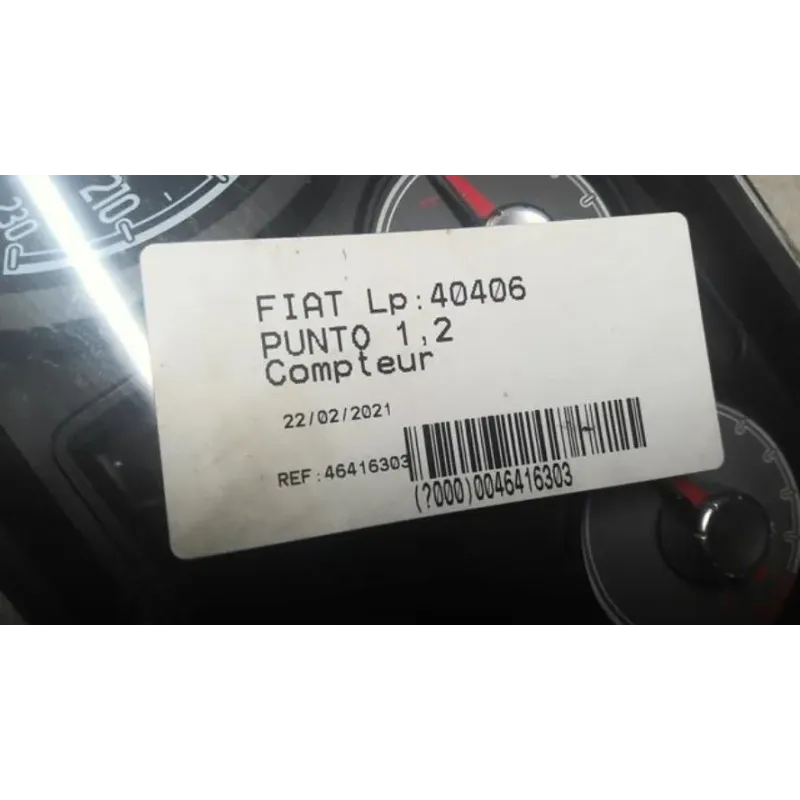 230
210
FIAT Lp:40406
PUNTO 1,2
Compteur
22/02/2021
REF:46416303
(?000)0046416303